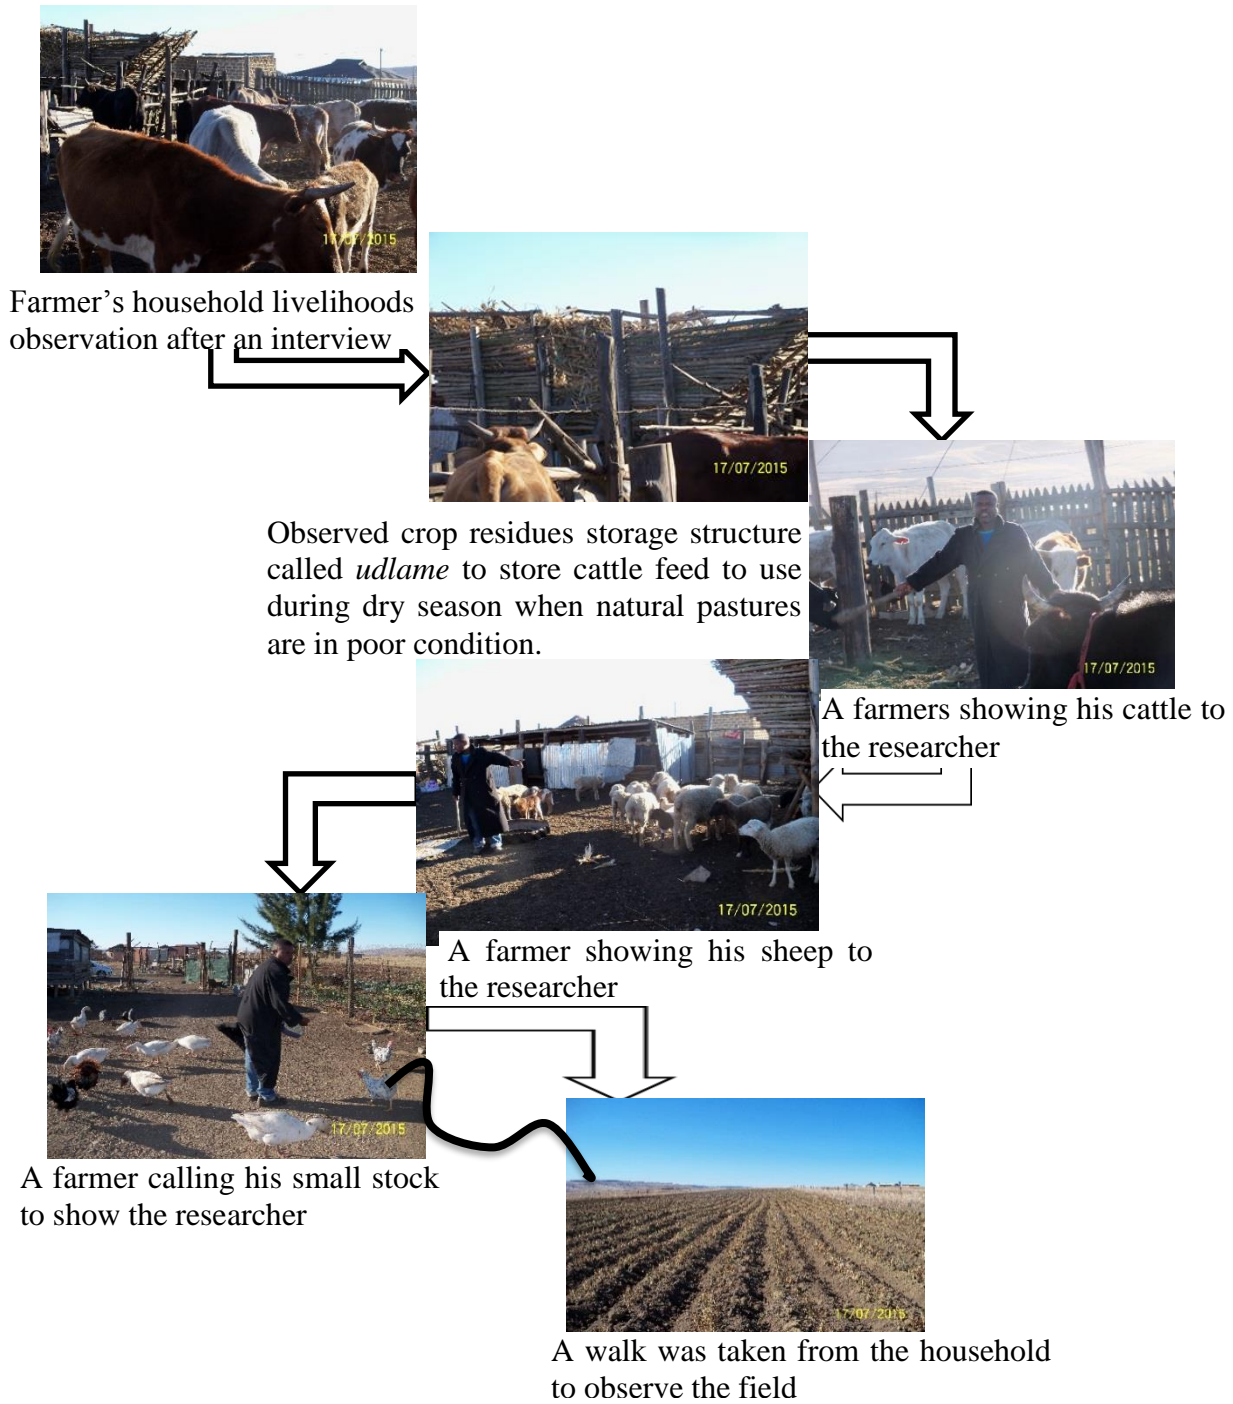 17/07/2015
Farmer’s household livelihoods
observation after an interview
17/07/2015
Observed crop residues storage structure
called udlame to store cattle feed to use
during dry season when natural pastures
are in poor condition.
17/07/2015
A farmers showing his cattle to
the researcher
17/07/2015
A farmer showing his sheep to
the researcher
17/07/2015
A farmer calling his small stock
to show the researcher
17/07/2015
A walk was taken from the household
to observe the field